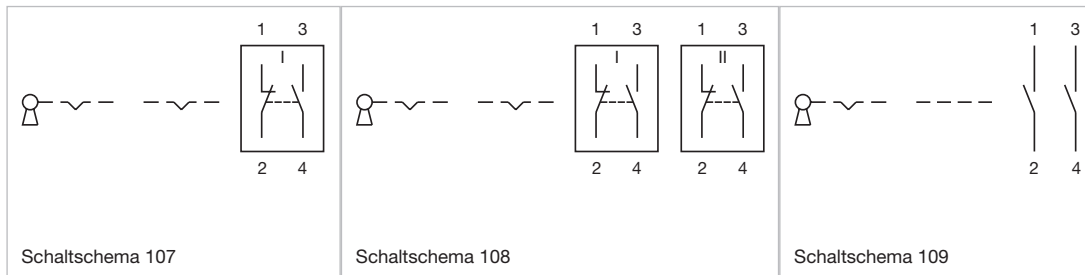 1 3
I
2 4
Schaltschema 107
1 3 1 3
I II
2 4 2 4
Schaltschema 108
1 3
2 4
Schaltschema 109